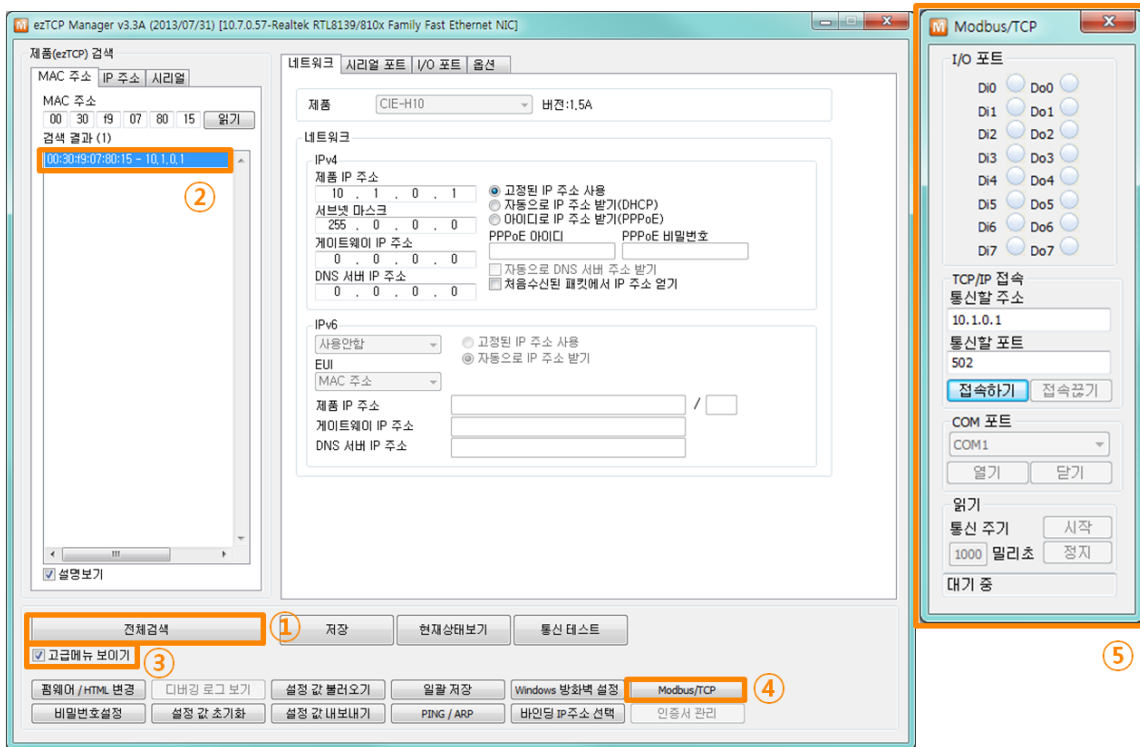 ezTCP Manager v3.3A (2013/07/31) [10.7.0.57-Realtek RTL8139/810x Family Fast Ethernet NIC]
제품(ezTCP) 검색
MAC 주소 IP 주소 시리얼
MAC 주소
00 30 f9 07 80 15 읽기
검색 결과 (1)
00:30:f9:07:80:15 - 10,1,0,1
②
설명보기
네트워크 시리얼 포트 I/O 포트 옵션
제품 CIE-H10 버전:1,5A
네트워크
IPv4
제품 IP 주소
10 . 1 . 0 . 1
서브넷 마스크
255 . 0 . 0 . 0
게이트웨이 IP 주소
0 . 0 . 0 . 0
DNS 서버 IP 주소
0 . 0 . 0 . 0
고정된 IP 주소 사용
자동으로 IP 주소 받기(DHCP)
아이디로 IP 주소 받기(PPPoE)
PPPoE 아이디 PPPoE 비밀번호
자동으로 DNS 서버 주소 받기
처음수신된 패킷에서 IP 주소 얻기
IPv6
사용안함
고정된 IP 주소 사용
자동으로 IP 주소 받기
EUI
MAC 주소
제품 IP 주소 /
게이트웨이 IP 주소
DNS 서버 IP 주소
전체검색 ① 저장 현재상태보기 통신 테스트
고급메뉴 보이기 ③
펌웨어 / HTML 변경 디버깅 로그 보기 설정 값 불러오기 일괄 저장 Windows 방화벽 설정 Modbus/TCP ④
비밀번호설정 설정 값 초기화 설정 값 내보내기 PING / ARP 바인딩 IP주소 선택 인증서 관리
Modbus/TCP
I/O 포트
Di0 Do0
Di1 Do1
Di2 Do2
Di3 Do3
Di4 Do4
Di5 Do5
Di6 Do6
Di7 Do7
TCP/IP 접속
통신할 주소
10.1.0.1
통신할 포트
502
접속하기 접속끊기
COM 포트
COM1
열기 닫기
읽기
통신 주기 시작
1000 밀리초 정지
대기 중
⑤